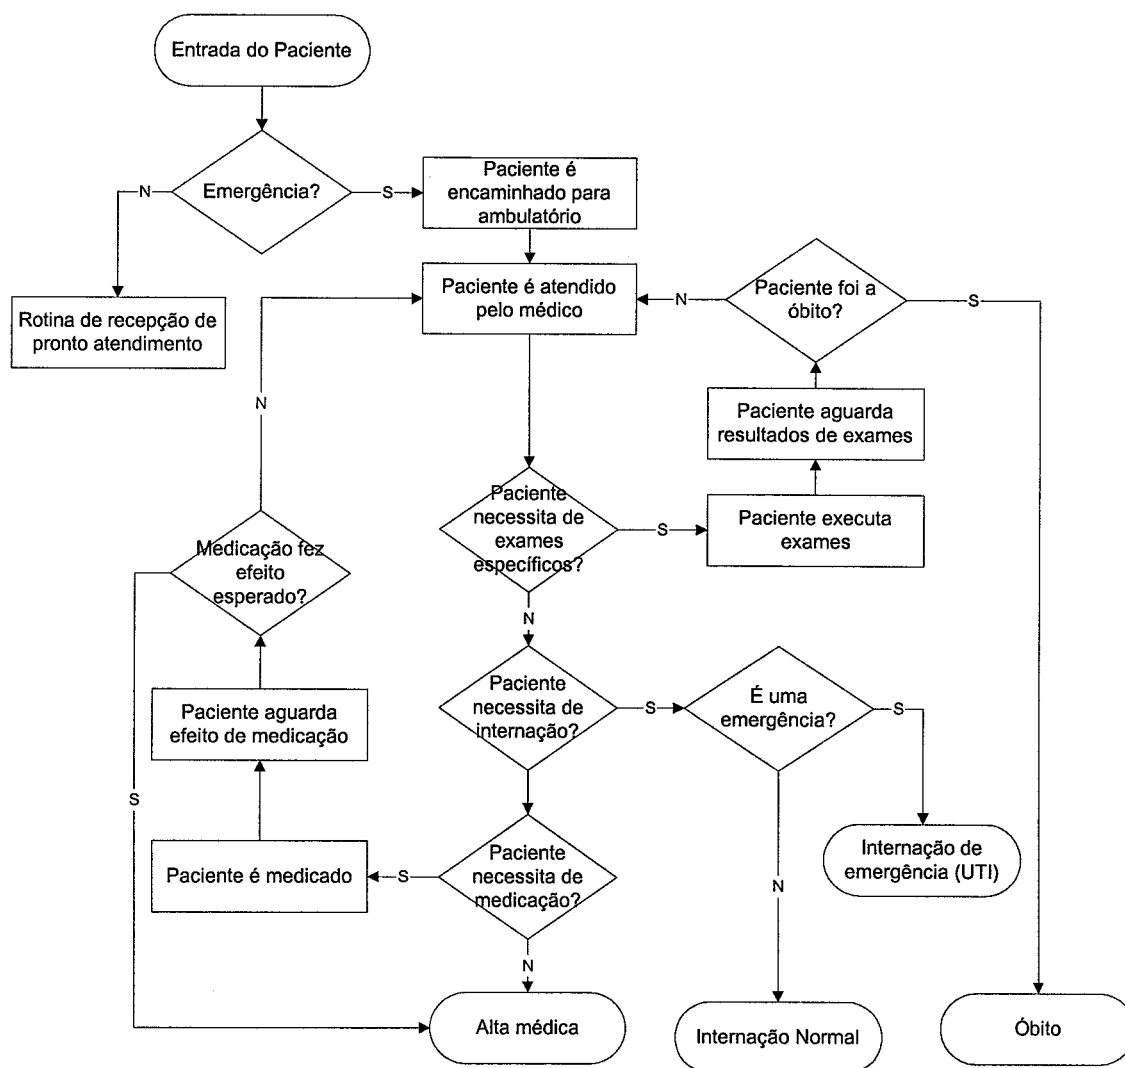 Entrada do Paciente
Emergência?
N
S
Paciente é
encaminhado para
ambulatório
Rotina de recepção de
pronto atendimento
Paciente é atendido
pelo médico
N
Paciente foi a
óbito?
S
N
Paciente aguarda
resultados de exames
Paciente
necessita de
exames
específicos?
S
Paciente executa
exames
Medicação fez
efeito
esperado?
N
Paciente
necessita de
internação?
S
É uma
emergência?
S
Paciente aguarda
efeito de medicação
S
Paciente é medicado
S
Paciente
necessita de
medicação?
N
Internação de
emergência (UTI)
N
Alta médica
Internação Normal
Óbito